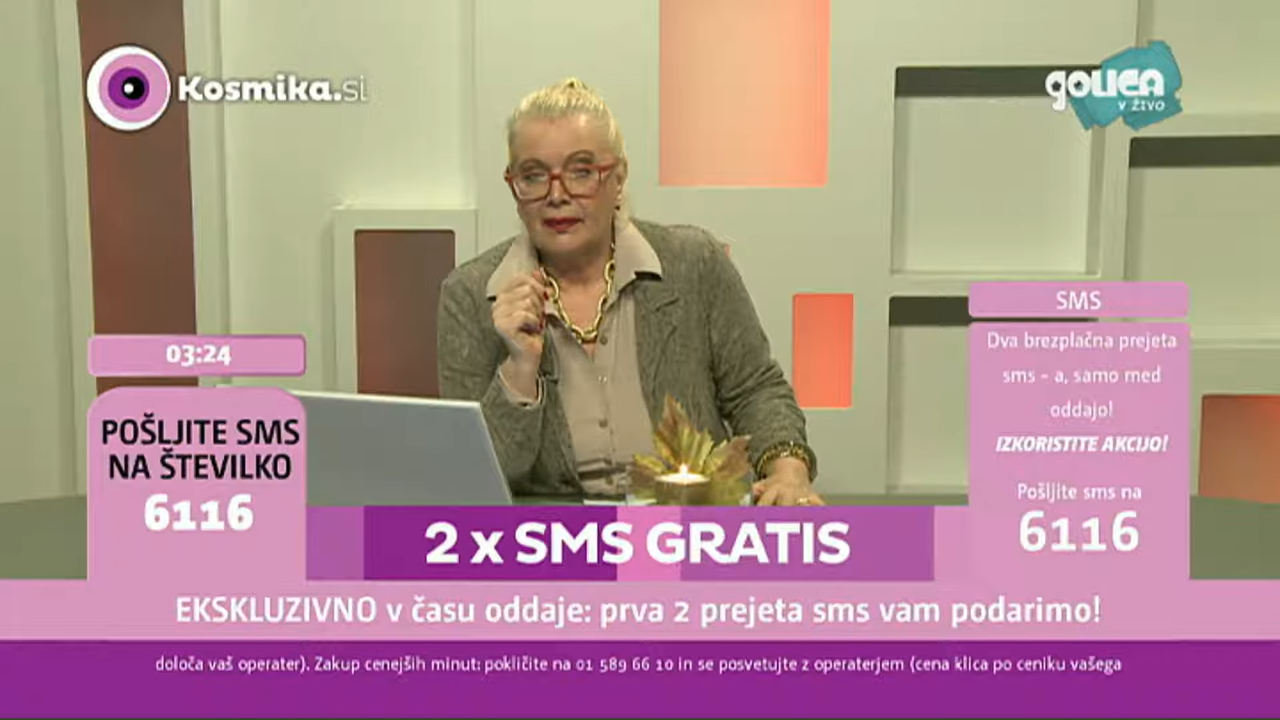 Kosmika.si
GOLICA
V ŽIVO
03:24
POŠLJITE SMS
NA ŠTEVILKO
6116
SMS
Dva brezplačna prejeta
sms - a, samo med
oddajo!
IZKORISTITE AKCIJO!
Pošljite sms na
6116
2 x SMS GRATIS
EKSKLUZIVNO v času oddaje: prva 2 prejeta sms vam podarimo!
določa vaš operater). Zakup cenejših minut: pokličite na 01 589 66 10 in se posvetujte z operaterjem (cena klica po ceniku vašega